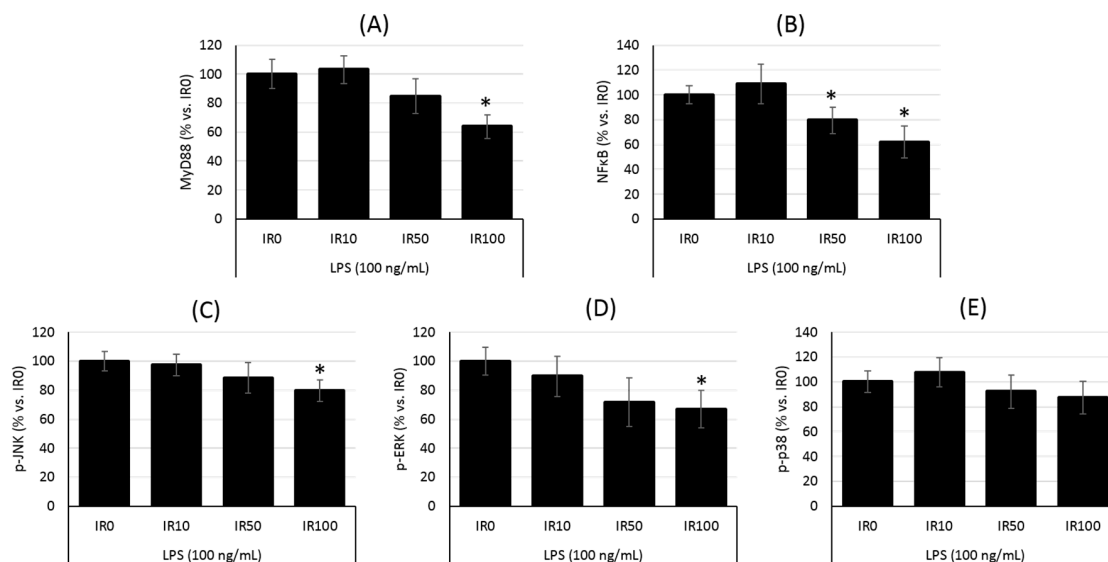 (A)
MyD88 (% vs. IR0)
120
100
80
60
40
20
0
*
IR0 IR10 IR50 IR100
LPS (100 ng/mL)
(B)
NFκB (% vs. IR0)
140
120
100
80
60
40
20
0
*
*
IR0 IR10 IR50 IR100
LPS (100 ng/mL)
(C)
p-JNK (% vs. IR0)
120
100
80
60
40
20
0
*
IR0 IR10 IR50 IR100
LPS (100 ng/mL)
(D)
p-ERK (% vs. IR0)
120
100
80
60
40
20
0
*
IR0 IR10 IR50 IR100
LPS (100 ng/mL)
(E)
p-p38 (% vs. IR0)
140
120
100
80
60
40
20
0
IR0 IR10 IR50 IR100
LPS (100 ng/mL)